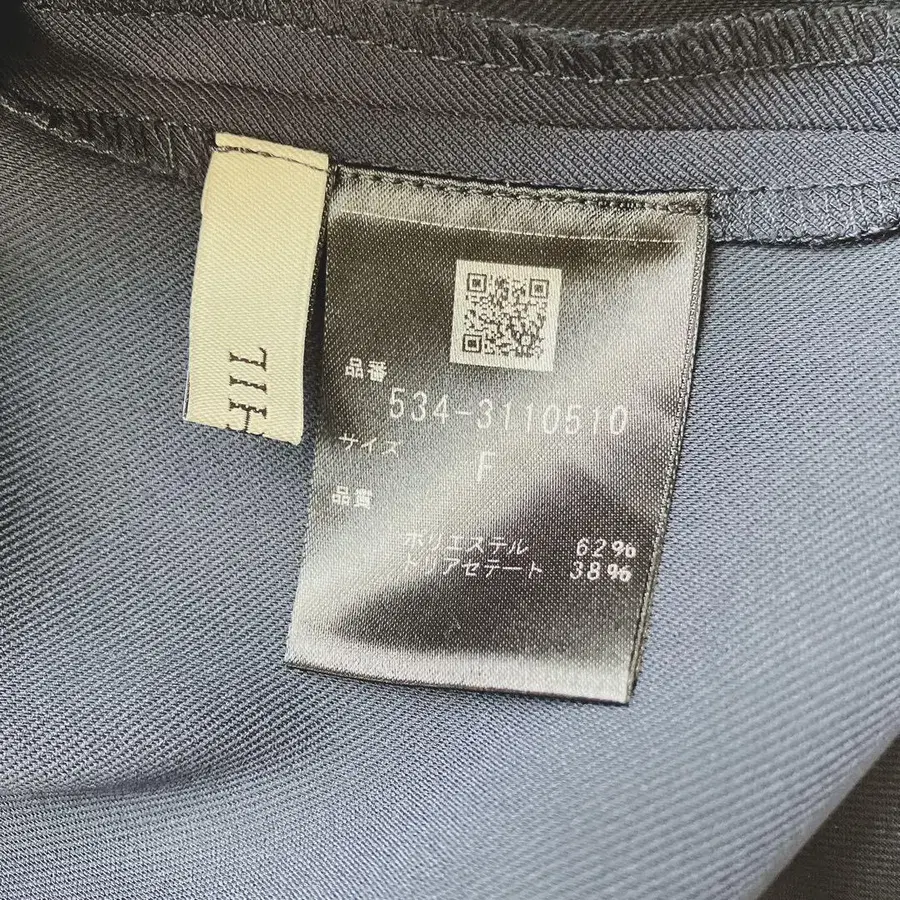 HIL
品番
534-3110510
サイズ
F
品質
ポリエステル 62%
トリアセテート 38%